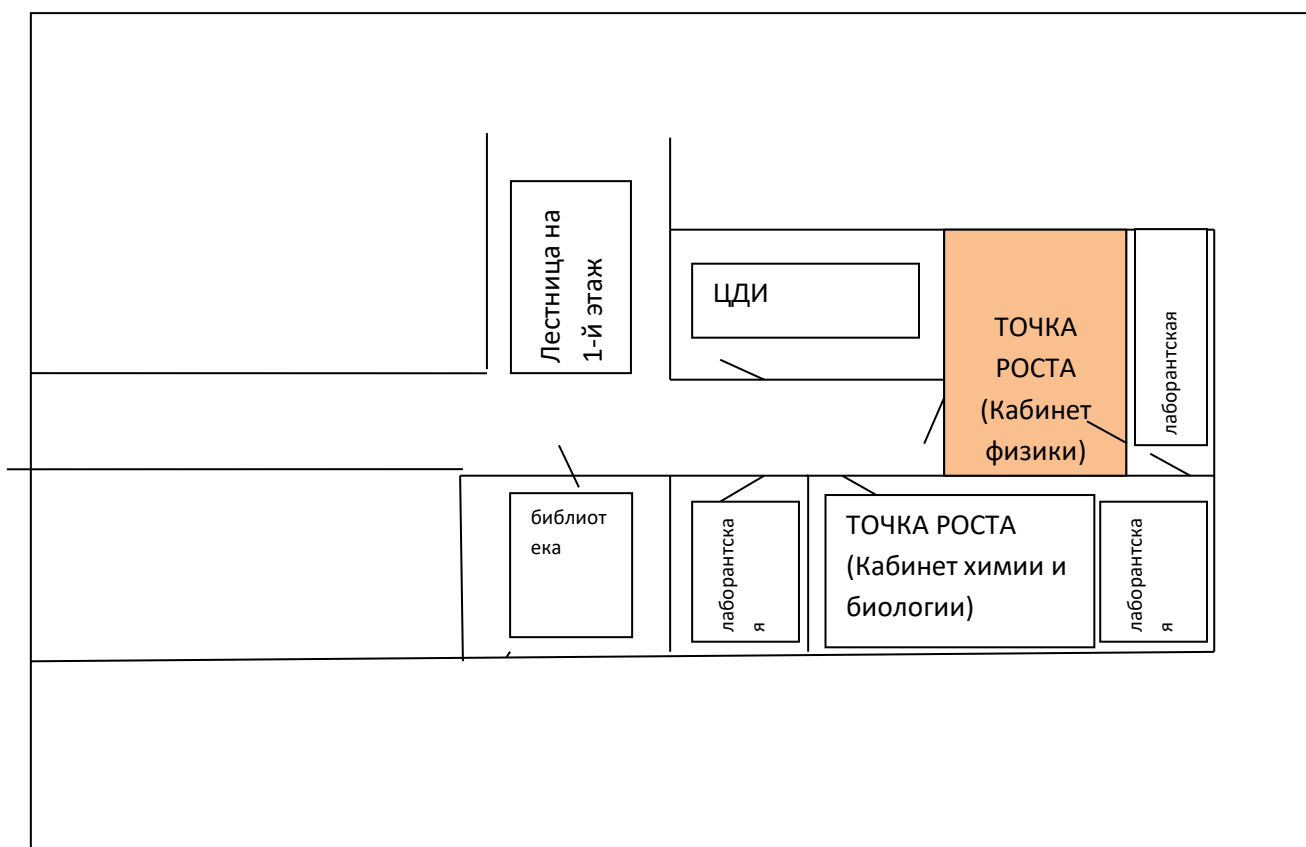 Лестница на
1-й этаж
ЦДИ
ТОЧКА
РОСТА
(Кабинет
физики)
лаборантская
библиот
ека
лаборантска
я
ТОЧКА РОСТА
(Кабинет химии и
биологии)
лаборантска
я